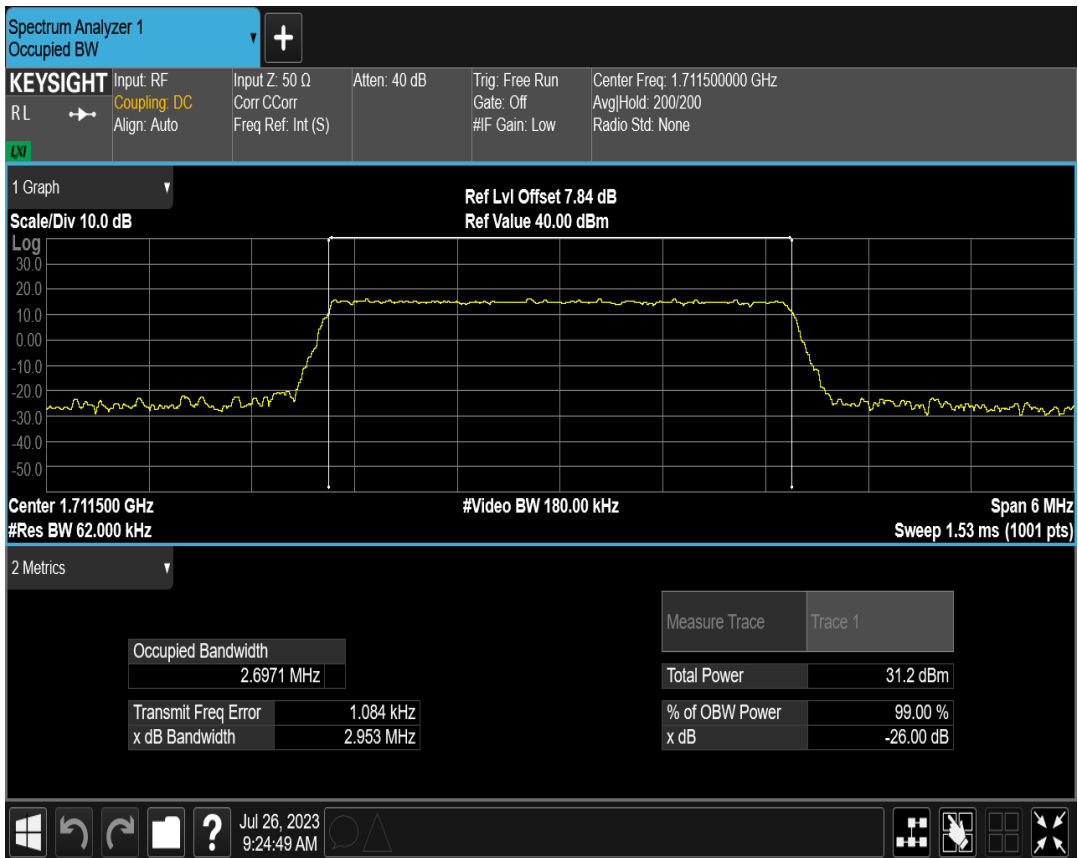 Spectrum Analyzer 1
Occupied BW
+
KEYSIGHT
RL
LXI
Input: RF
Coupling: DC
Align: Auto
Input Z: 50 Ω
Corr CCorr
Freq Ref: Int (S)
Atten: 40 dB
Trig: Free Run
Gate: Off
#IF Gain: Low
Center Freq: 1.711500000 GHz
Avg|Hold: 200/200
Radio Std: None
1 Graph
Ref Lvl Offset 7.84 dB
Scale/Div 10.0 dB
Ref Value 40.00 dBm
Log
30.0
20.0
10.0
0.00
-10.0
-20.0
-30.0
-40.0
-50.0
Center 1.711500 GHz
#Video BW 180.00 kHz
Span 6 MHz
#Res BW 62.000 kHz
Sweep 1.53 ms (1001 pts)
2 Metrics
Measure Trace Trace 1
Occupied Bandwidth
2.6971 MHz
Total Power 31.2 dBm
Transmit Freq Error 1.084 kHz
% of OBW Power 99.00 %
x dB Bandwidth 2.953 MHz
x dB -26.00 dB
?
Jul 26, 2023
9:24:49 AM